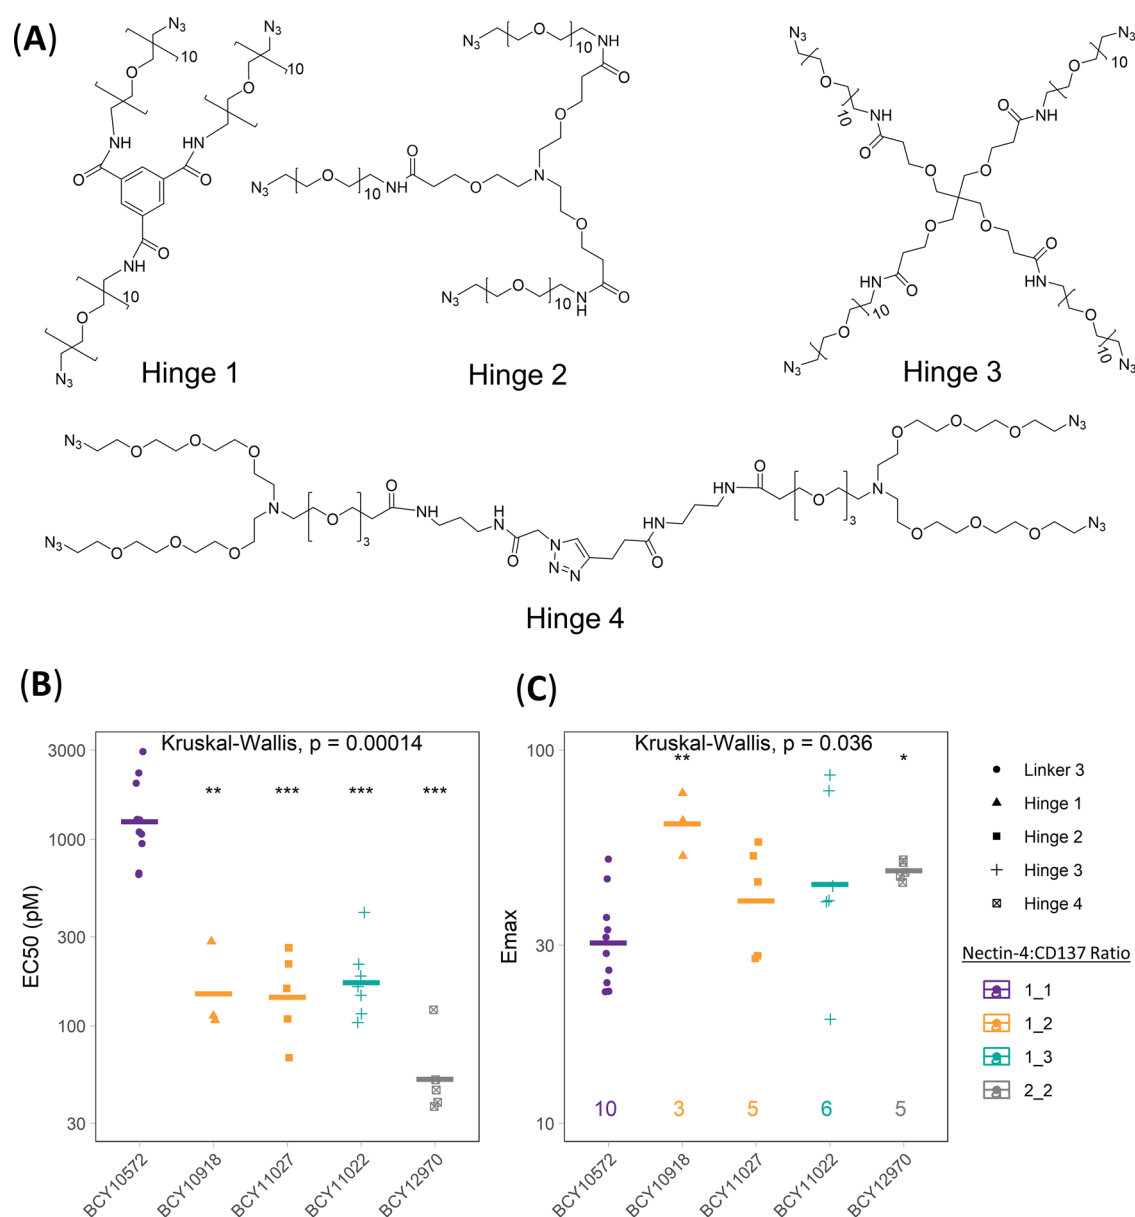 (A)
N3
N3
10
10
O
O
NH
HN
O
O
O
NH
10
O
N3
Hinge 1
N3
O
10
NH
O
O
N3
O
10
NH
O
O
N
O
N3
O
10
N
H
O
Hinge 2
N3
N3
O
O
10
10
NH
O
O
NH
O
O
O
O
O
O
NH
O
NH
10
O
O
10
N3
N3
Hinge 3
N3
O
O
O
N
N3
O
O
O
O
3
O
N
H
H
N
O
N
N
N
H
N
O
HN
O
O
3
N
O
O
O
N3
O
O
O
N3
Hinge 4
(B)
Kruskal-Wallis, p = 0.00014
3000
1000
300
100
30
EC50 (pM)
** *** *** ***
BCY10572
BCY10918
BCY11027
BCY11022
BCY12970
(C)
Kruskal-Wallis, p = 0.036
100
30
10
Emax
** *
10 3 5 6 5
BCY10572
BCY10918
BCY11027
BCY11022
BCY12970
Linker 3
Hinge 1
Hinge 2
Hinge 3
Hinge 4
Nectin-4:CD137 Ratio
1_1
1_2
1_3
2_2